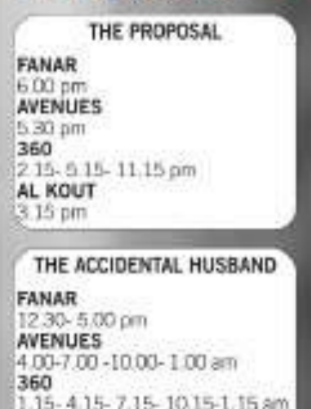 THE PROPOSAL
FANAR
6.00 pm
AVENUES
5.30 pm
360
2.15- 5.15- 11.15 pm
AL KOUT
3.15 pm
THE ACCIDENTAL HUSBAND
FANAR
12.30- 5.00 pm
AVENUES
4.00-7.00 -10.00- 1.00 am
360
1.15- 4.15- 7.15- 10.15-1.15 am